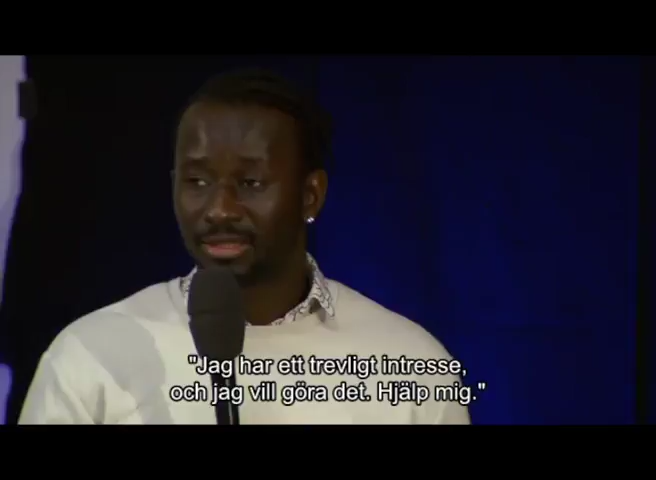 "Jag har ett trevligt intresse,
och jag vill göra det. Hjälp mig."